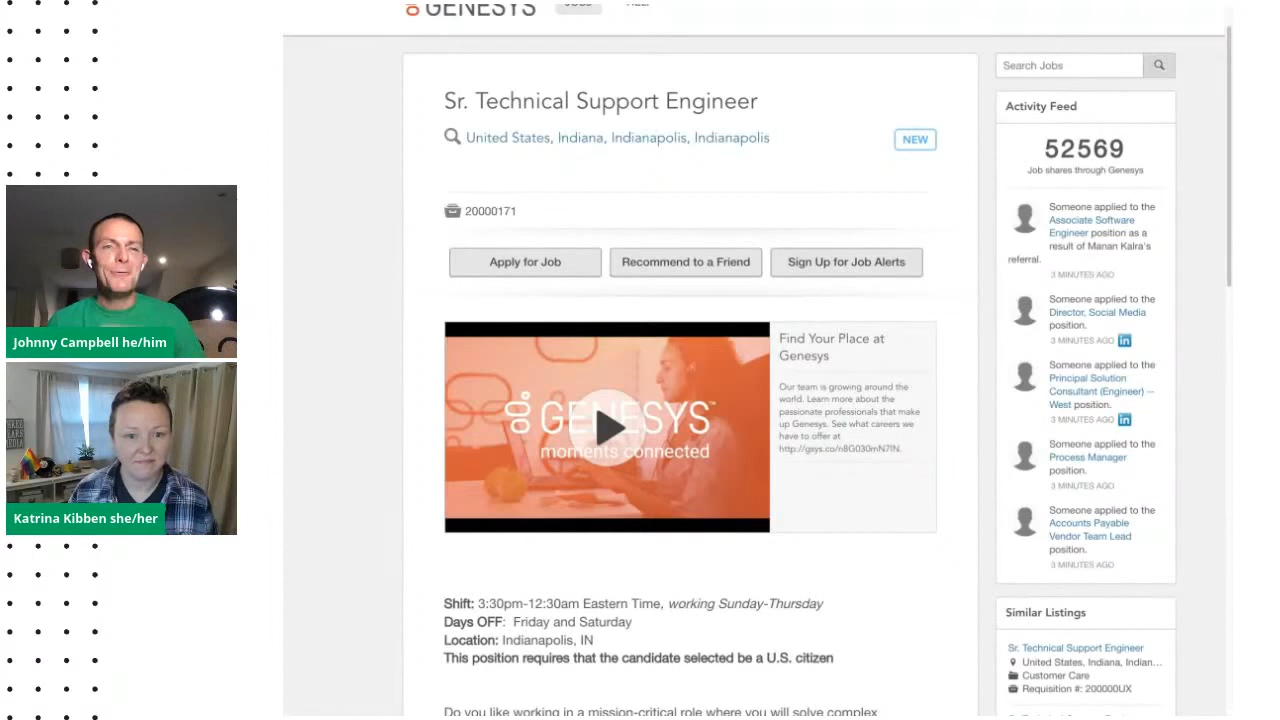 GENESYS
JOBS
HELP
Sr. Technical Support Engineer
United States, Indiana, Indianapolis, Indianapolis
NEW
20000171
Apply for Job
Recommend to a Friend
Sign Up for Job Alerts
GENESYS™
moments connected
Find Your Place at
Genesys
Our team is growing around the
world. Learn more about the
passionate professionals that make
up Genesys. See what careers we
have to offer at
http://gsys.co/n8G030mN7lN.
Shift: 3:30pm-12:30am Eastern Time, working Sunday-Thursday
Days OFF: Friday and Saturday
Location: Indianapolis, IN
This position requires that the candidate selected be a U.S. citizen
Do you like working in a mission-critical role where you will solve complex
Search Jobs
Activity Feed
52569
Job shares through Genesys
Someone applied to the
Associate Software
Engineer position as a
result of Manan Kalra's
referral.
3 MINUTES AGO
Someone applied to the
Director, Social Media
position.
3 MINUTES AGO in
Someone applied to the
Principal Solution
Consultant (Engineer) –
West position.
3 MINUTES AGO in
Someone applied to the
Process Manager
position.
3 MINUTES AGO
Someone applied to the
Accounts Payable
Vendor Team Lead
position.
3 MINUTES AGO
Similar Listings
Sr. Technical Support Engineer
United States, Indiana, Indian...
Customer Care
Requisition #: 200000UX
Johnny Campbell he/him
Katrina Kibben she/her